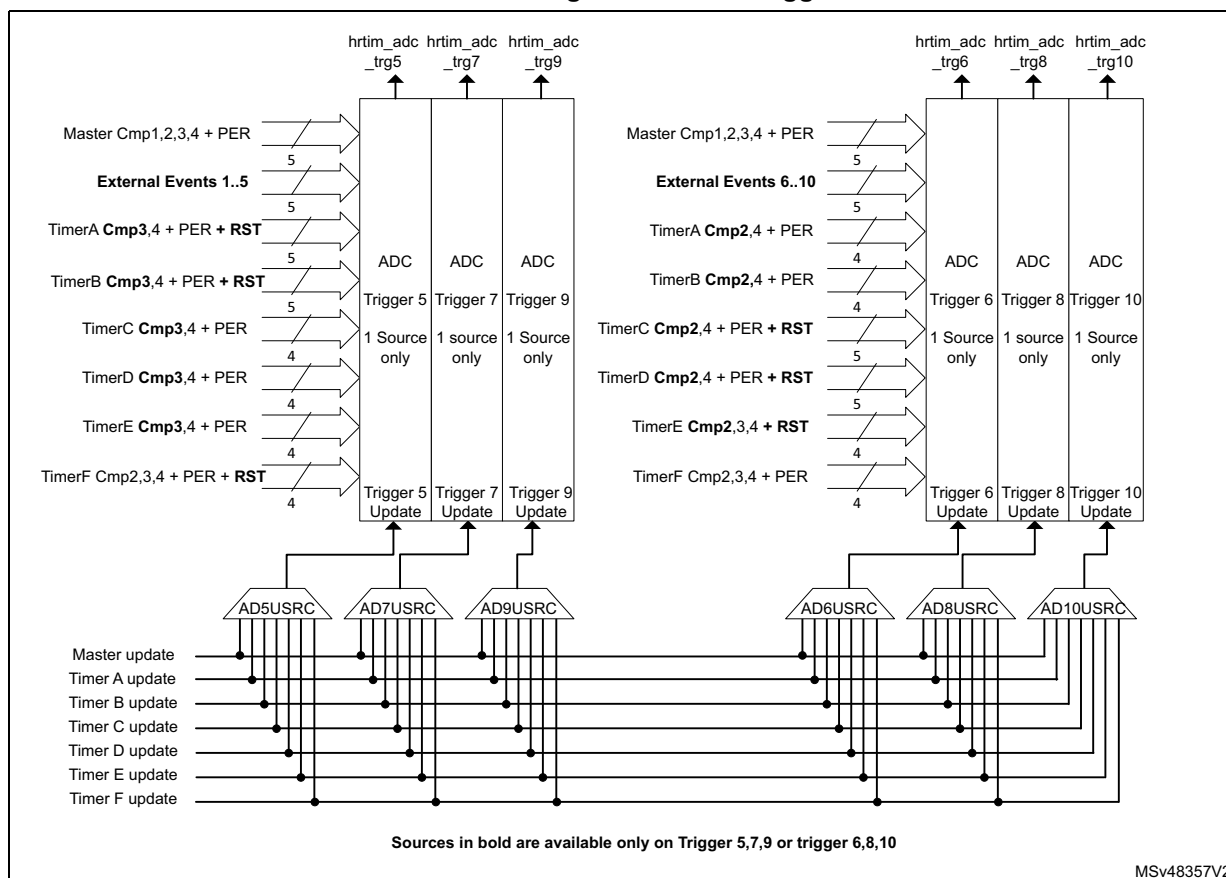 hrtim_adc hrtim_adc hrtim_adc
_trg5 _trg7 _trg9
Master Cmp1,2,3,4 + PER
5
External Events 1..5
5
TimerA Cmp3,4 + PER + RST
5
TimerB Cmp3,4 + PER + RST
5
TimerC Cmp3,4 + PER
4
TimerD Cmp3,4 + PER
4
TimerE Cmp3,4 + PER
4
TimerF Cmp2,3,4 + PER + RST
4
ADC ADC ADC
Trigger 5 Trigger 7 Trigger 9
1 Source 1 source 1 Source
only only only
Trigger 5 Trigger 7 Trigger 9
Update Update Update
hrtim_adc hrtim_adc hrtim_adc
_trg6 _trg8 _trg10
Master Cmp1,2,3,4 + PER
5
External Events 6..10
5
TimerA Cmp2,4 + PER
4
TimerB Cmp2,4 + PER
4
TimerC Cmp2,4 + PER + RST
5
TimerD Cmp2,4 + PER + RST
5
TimerE Cmp2,3,4 + RST
4
TimerF Cmp2,3,4 + PER
4
ADC ADC ADC
Trigger 6 Trigger 8 Trigger 10
1 Source 1 source 1 Source
only only only
Trigger 6 Trigger 8 Trigger 10
Update Update Update
AD5USRC AD7USRC AD9USRC AD6USRC AD8USRC AD10USRC
Master update
Timer A update
Timer B update
Timer C update
Timer D update
Timer E update
Timer F update
Sources in bold are available only on Trigger 5,7,9 or trigger 6,8,10
MSv48357V2